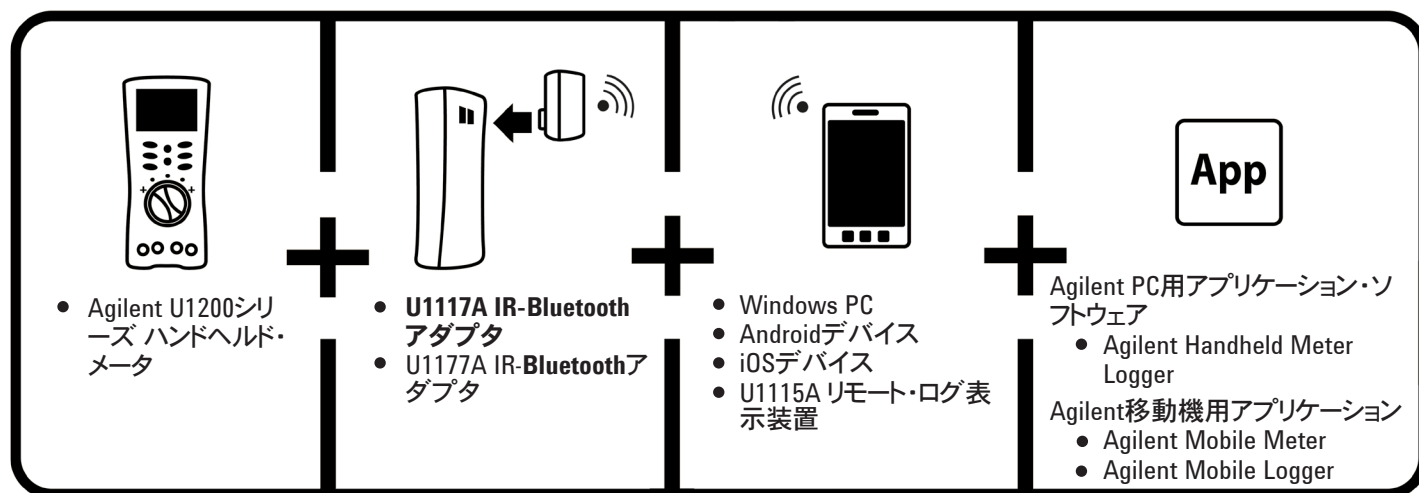 App
• Agilent U1200シリ
ーズ ハンドヘルド・
メータ
• U1117A IR-Bluetooth
アダプタ
• U1177A IR-Bluetoothア
ダプタ
• Windows PC
• Androidデバイス
• iOSデバイス
• U1115A リモート・ログ表
示装置
Agilent PC用アプリケーション・ソ
フトウェア
• Agilent Handheld Meter
Logger
Agilent移動機用アプリケーション
• Agilent Mobile Meter
• Agilent Mobile Logger